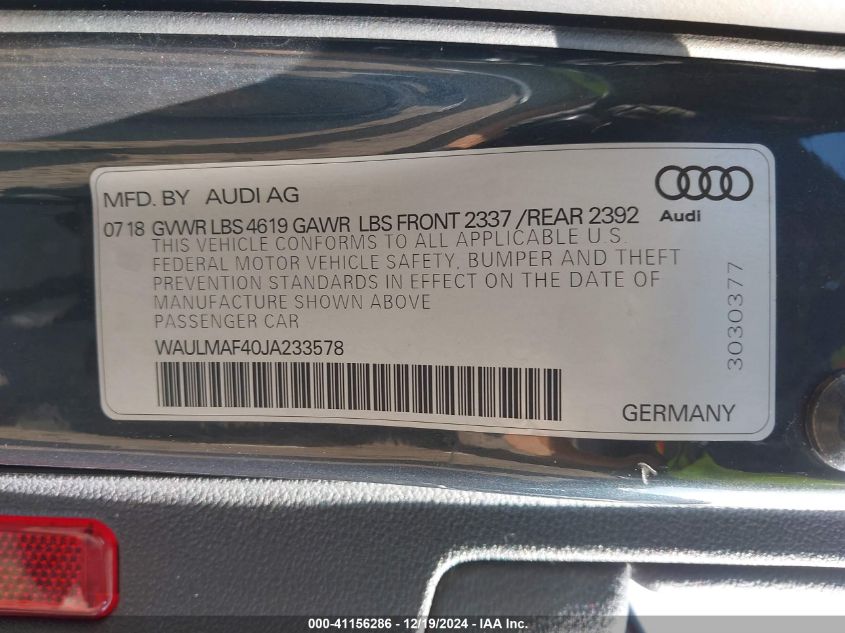 MFD. BY AUDI AG
Audi
07 18 GVWR LBS 4619 GAWR LBS FRONT 2337 /REAR 2392
THIS VEHICLE CONFORMS TO ALL APPLICABLE U.S.
FEDERAL MOTOR VEHICLE SAFETY, BUMPER AND THEFT
PREVENTION STANDARDS IN EFFECT ON THE DATE OF
MANUFACTURE SHOWN ABOVE
PASSENGER CAR
WAULMAF40JA233578
GERMANY
3030377
000-41156286 - 12/19/2024 - IAA Inc.